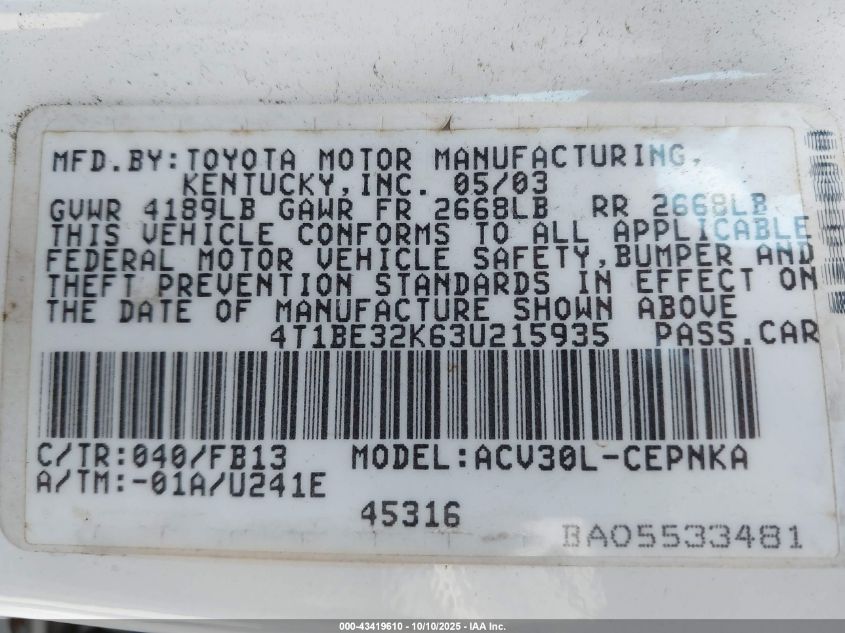 MFD.BY:TOYOTA MOTOR MANUFACTURING,
KENTUCKY,INC. 05/03
GVWR 4189LB GAWR FR 2668LB RR 2668LB
THIS VEHICLE CONFORMS TO ALL APPLICABLE
FEDERAL MOTOR VEHICLE SAFETY,BUMPER AND
THEFT PREVENTION STANDARDS IN EFFECT ON
THE DATE OF MANUFACTURE SHOWN ABOVE
4T1BE32K63U215935 PASS.CAR
C/TR:040/FB13 MODEL:ACV30L-CEPNKA
A/TM:-01A/U241E
45316
BAO5533481
000-43419610 - 10/10/2025 - IAA Inc.